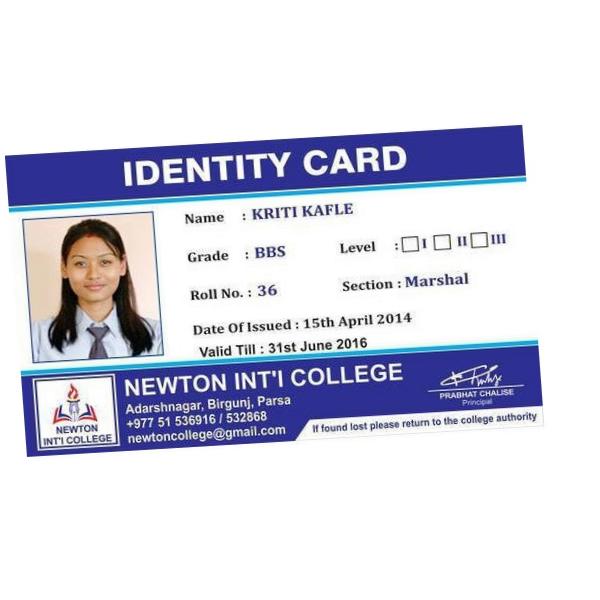 IDENTITY CARD
Name : KRITI KAFLE
Grade : BBS
Level : I II III
Roll No. : 36
Section : Marshal
Date Of Issued : 15th April 2014
Valid Till : 31st June 2016
NEWTON INT'I COLLEGE
Adarshnagar, Birgunj, Parsa
+977 51 536916 / 532868
newtoncollege@gmail.com
NEWTON
INT'I COLLEGE
PRABHAT CHALISE
Principal
If found lost please return to the college authority